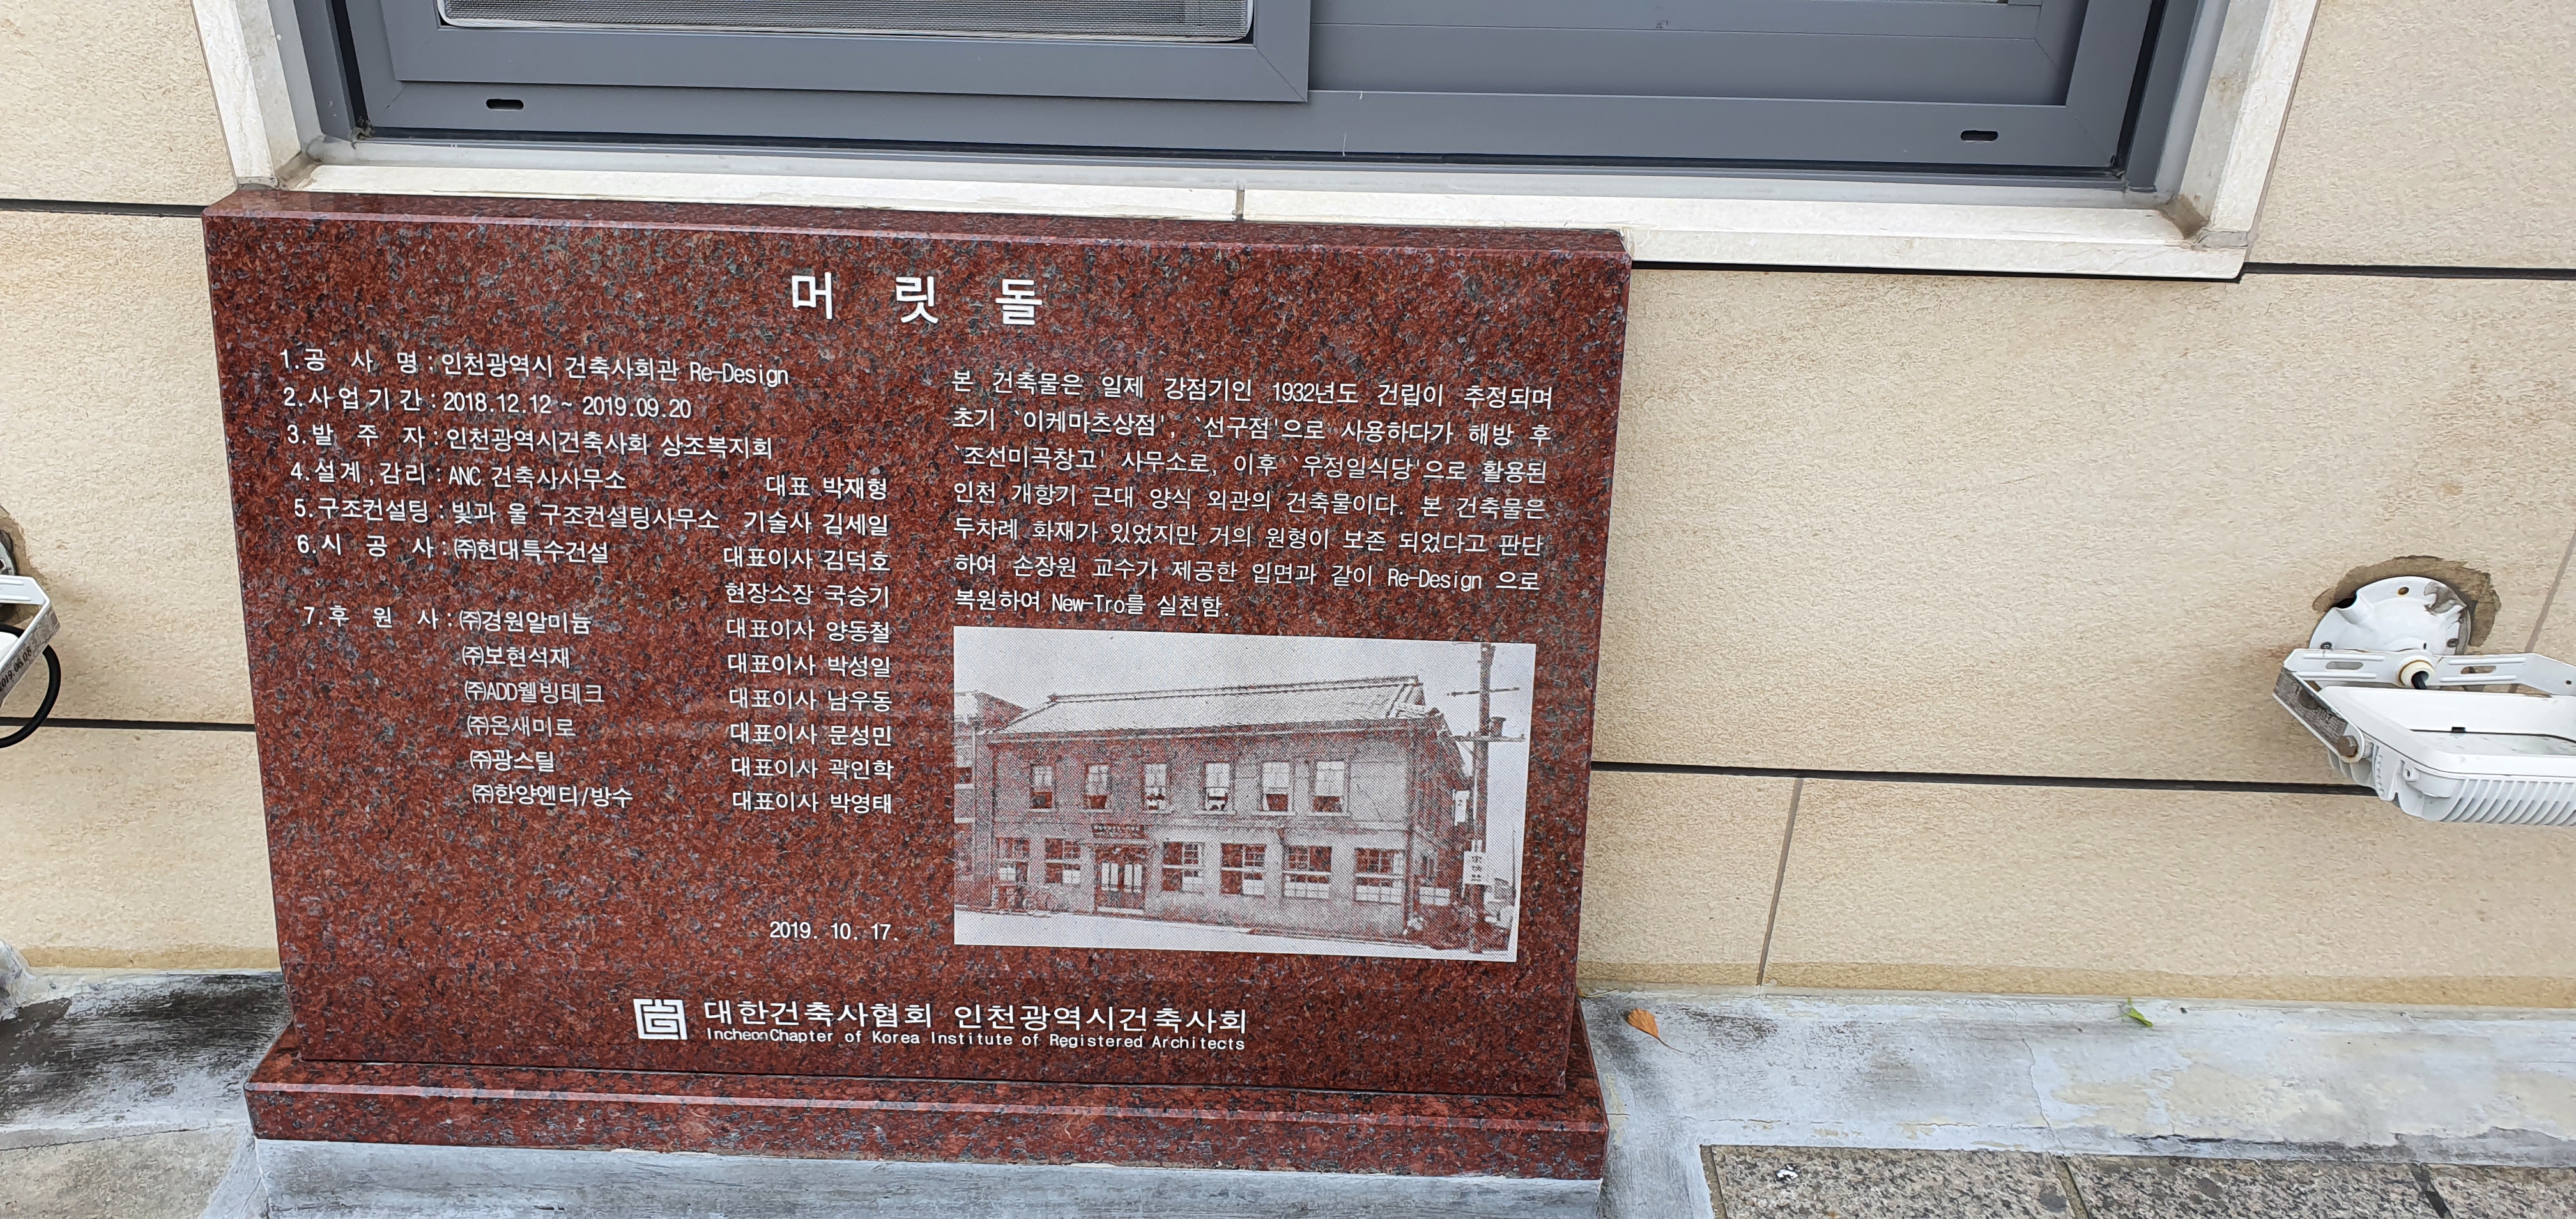 머 릿 돌
1.공 사 명 : 인천광역시 건축사회관 Re-Design
2.사 업 기 간 : 2018.12.12 ~ 2019.09.20
3.발 주 자 : 인천광역시건축사회 상조복지회
4.설계,감리 : ANC 건축사사무소 대표 박재형
5.구조컨설팅 : 빛과 울 구조컨설팅사무소 기술사 김세일
6.시 공 사 : ㈜현대특수건설 대표이사 김덕호
현장소장 국승기
7.후 원 사 : ㈜경원알미늄 대표이사 양동철
㈜보현석재 대표이사 박성일
㈜ADD웰빙테크 대표이사 남우동
㈜온새미로 대표이사 문성민
㈜광스틸 대표이사 곽인학
㈜한양엔티/방수 대표이사 박영태
2019. 10. 17.
본 건축물은 일제 강점기인 1932년도 건립이 추정되며
초기 `이케마츠상점', `선구점'으로 사용하다가 해방 후
`조선미곡창고' 사무소로, 이후 `우정일식당'으로 활용된
인천 개항기 근대 양식 외관의 건축물이다. 본 건축물은
두차례 화재가 있었지만 거의 원형이 보존 되었다고 판단
하여 손장원 교수가 제공한 입면과 같이 Re-Design 으로
복원하여 New-Tro를 실천함.
대한건축사협회 인천광역시건축사회
IncheonChapter of Korea Institute of Registered Architects